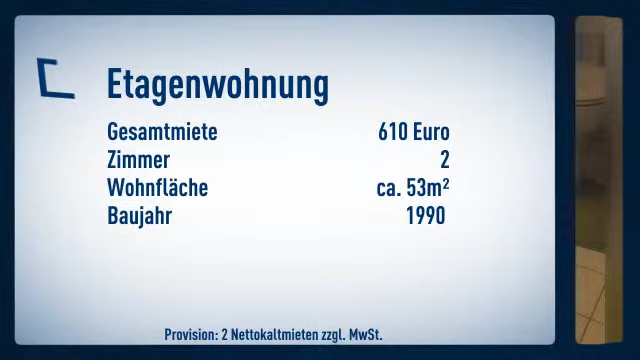 Etagenwohnung
Gesamtmiete 610 Euro
Zimmer 2
Wohnfläche ca. 53m²
Baujahr 1990
Provision: 2 Nettokaltmieten zzgl. MwSt.